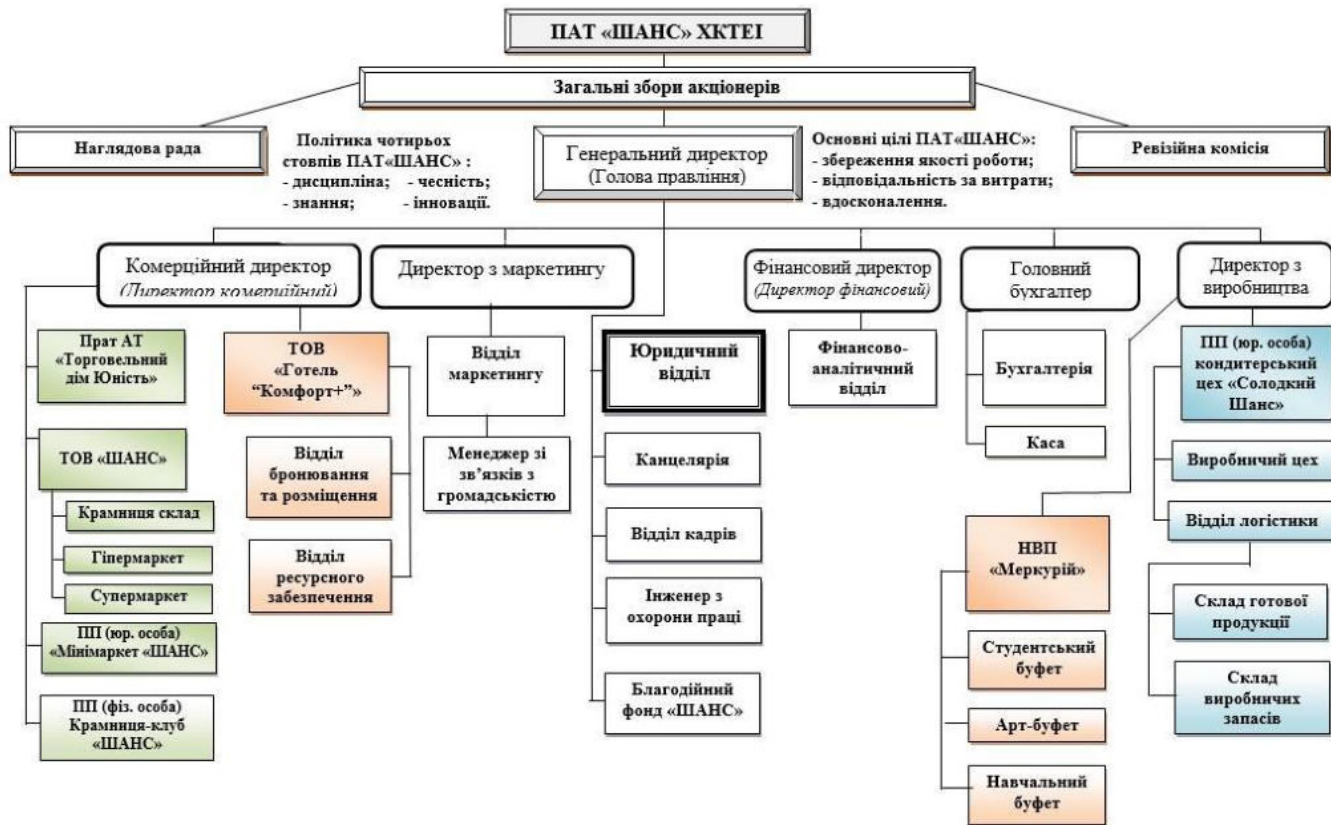 ПАТ «ШАНС» ХКТЕІ
Загальні збори акціонерів
Наглядова рада
Політика чотирьох
стовпів ПАТ«ШАНС» :
- дисципліна; - чесність;
- знання; - інновації.
Генеральний директор
(Голова правління)
Основні цілі ПАТ«ШАНС»:
- збереження якості роботи;
- відповідальність за витрати;
- вдосконалення.
Ревізійна комісія
Комерційний директор
(Директор комерційний)
Директор з маркетингу
Фінансовий директор
(Директор фінансовий)
Головний
бухгалтер
Директор з
виробництва
Прат АТ
«Торговельний
дім Юність»
ТОВ «ШАНС»
Крамниця склад
Гіпермаркет
Супермаркет
ПП (юр. особа)
«Мінімаркет «ШАНС»
ПП (фіз. особа)
Крамниця-клуб
«ШАНС»
ТОВ
«Готель
“Комфорт+”»
Відділ
бронювання
та розміщення
Відділ
ресурсного
забезпечення
Відділ
маркетингу
Менеджер зі
зв’язків з
громадськістю
Юридичний
відділ
Канцелярія
Відділ кадрів
Інженер з
охорони праці
Благодійний
фонд «ШАНС»
Фінансово-
аналітичний
відділ
Бухгалтерія
Каса
НВП
«Меркурій»
Студентський
буфет
Арт-буфет
Навчальний
буфет
ПП (юр. особа)
кондитерський
цех «Солодкий
Шанс»
Виробничий цех
Відділ логістики
Склад готової
продукції
Склад
виробничих
запасів